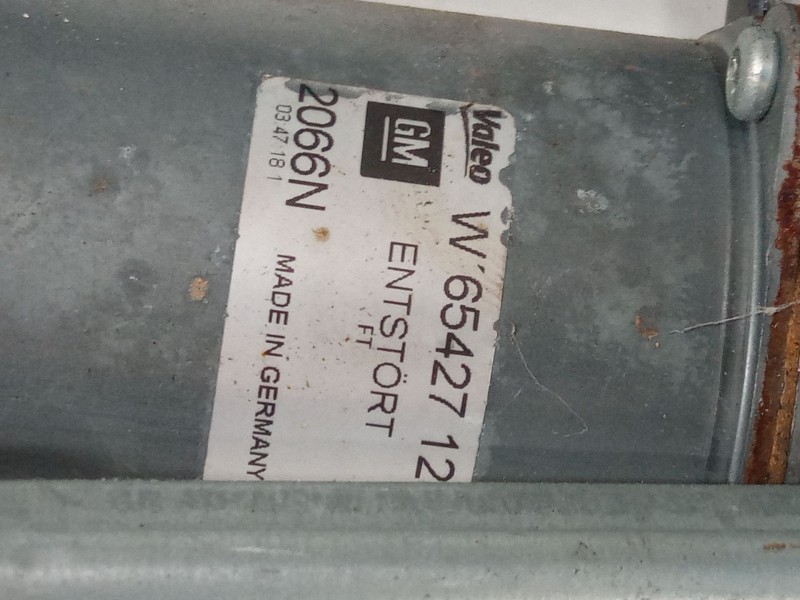 Valeo W 65427 12
GM ENTSTÖRT
FT
2066N MADE IN GERMANY
03 47 18 1